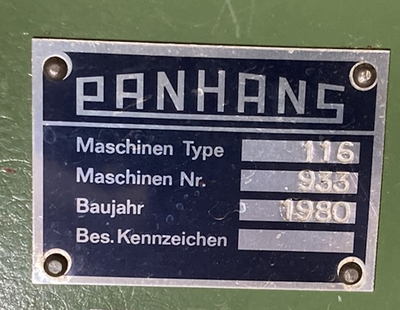 PANHANS
Maschinen Type 116
Maschinen Nr. 933
Baujahr 1980
Bes. Kennzeichen